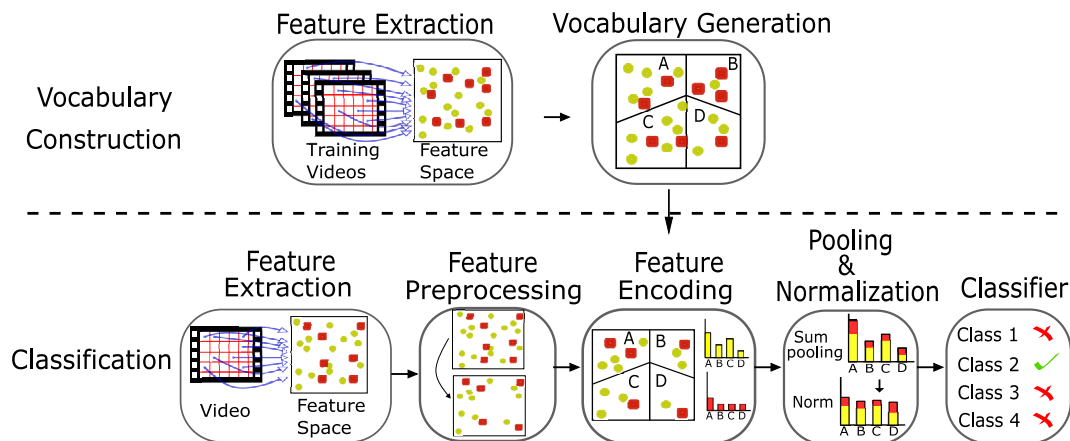 Feature Extraction
Vocabulary Generation
Vocabulary
Construction
Training
Videos
Feature
Space
A
B
C
D
Feature
Extraction
Feature
Preprocessing
Feature
Encoding
Pooling
&
Normalization
Classifier
Classification
Video
Feature
Space
A
B
C
D
A B C D
A B C D
Sum
pooling
A B C D
Norm
A B C D
Class 1
Class 2
Class 3
Class 4